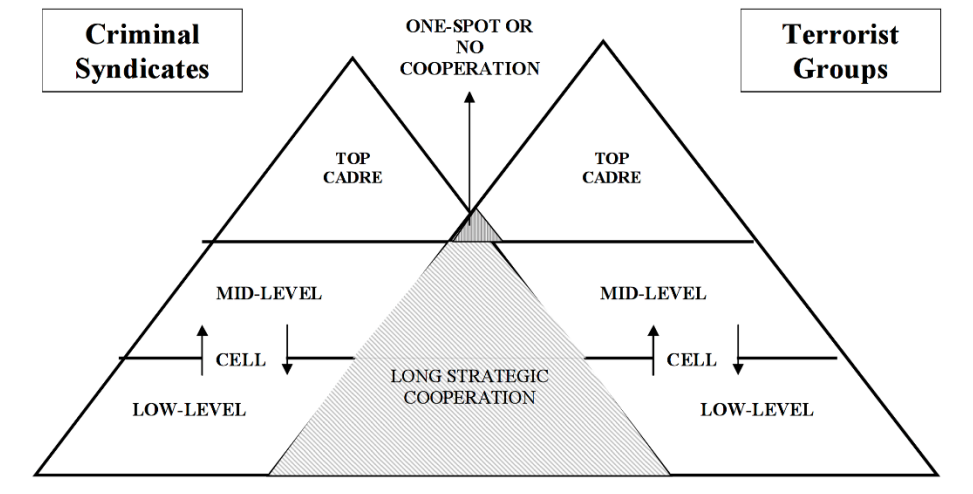 Criminal
Syndicates
ONE-SPOT OR
NO
COOPERATION
Terrorist
Groups
TOP
CADRE
TOP
CADRE
MID-LEVEL
MID-LEVEL
CELL
CELL
LONG STRATEGIC
COOPERATION
LOW-LEVEL
LOW-LEVEL